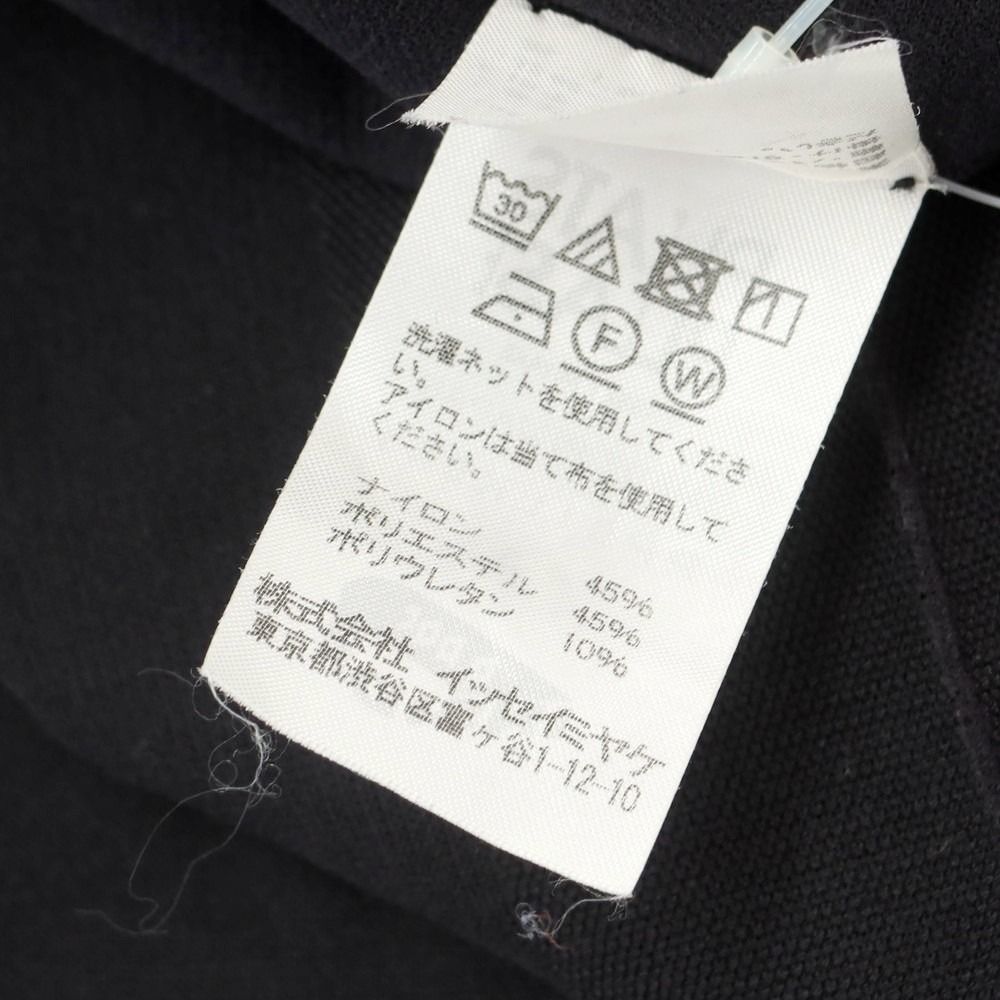 30
F W
洗濯ネットを使用してくださ
い。
アイロンは当て布を使用して
ください。
ナイロン 45%
ポリエステル 45%
ポリウレタン 10%
株式会社 イッセイミヤケ
東京都渋谷区富ヶ谷1-12-10